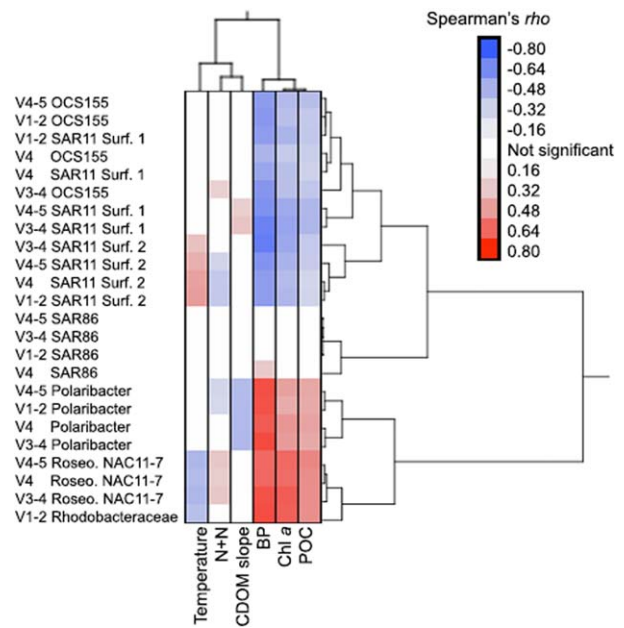 Spearman's rho
-0.80
-0.64
-0.48
-0.32
-0.16
Not significant
0.16
0.32
0.48
0.64
0.80
V4-5 OCS155
V1-2 OCS155
V1-2 SAR11 Surf. 1
V4 OCS155
V4 SAR11 Surf. 1
V3-4 OCS155
V4-5 SAR11 Surf. 1
V3-4 SAR11 Surf. 1
V3-4 SAR11 Surf. 2
V4-5 SAR11 Surf. 2
V4 SAR11 Surf. 2
V1-2 SAR11 Surf. 2
V4-5 SAR86
V3-4 SAR86
V1-2 SAR86
V4 SAR86
V4-5 Polaribacter
V1-2 Polaribacter
V4 Polaribacter
V3-4 Polaribacter
V4-5 Roseo. NAC11-7
V4 Roseo. NAC11-7
V3-4 Roseo. NAC11-7
V1-2 Rhodobacteraceae
Temperature
N+N
CDOM slope
BP
Chl a
POC